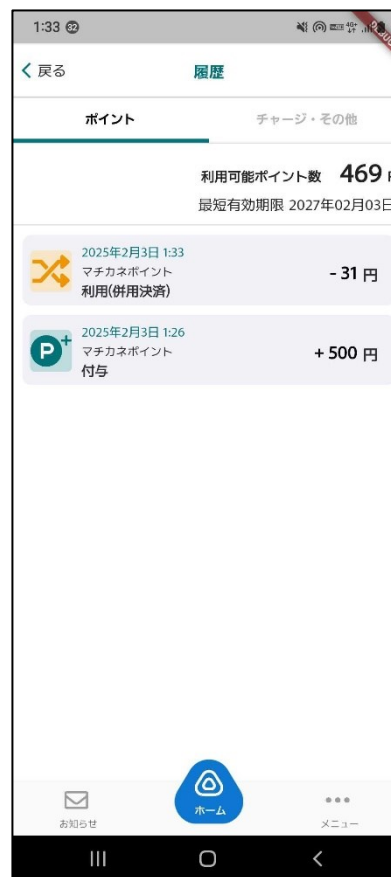 1:33 32
戻る
履歴
ポイント
チャージ・その他
利用可能ポイント数 469
最短有効期限 2027年02月03日
2025年2月3日 1:33
マチカネポイント
- 31 円
利用(併用決済)
2025年2月3日 1:26
マチカネポイント
+ 500 円
付与
お知らせ
ホーム
メニュー